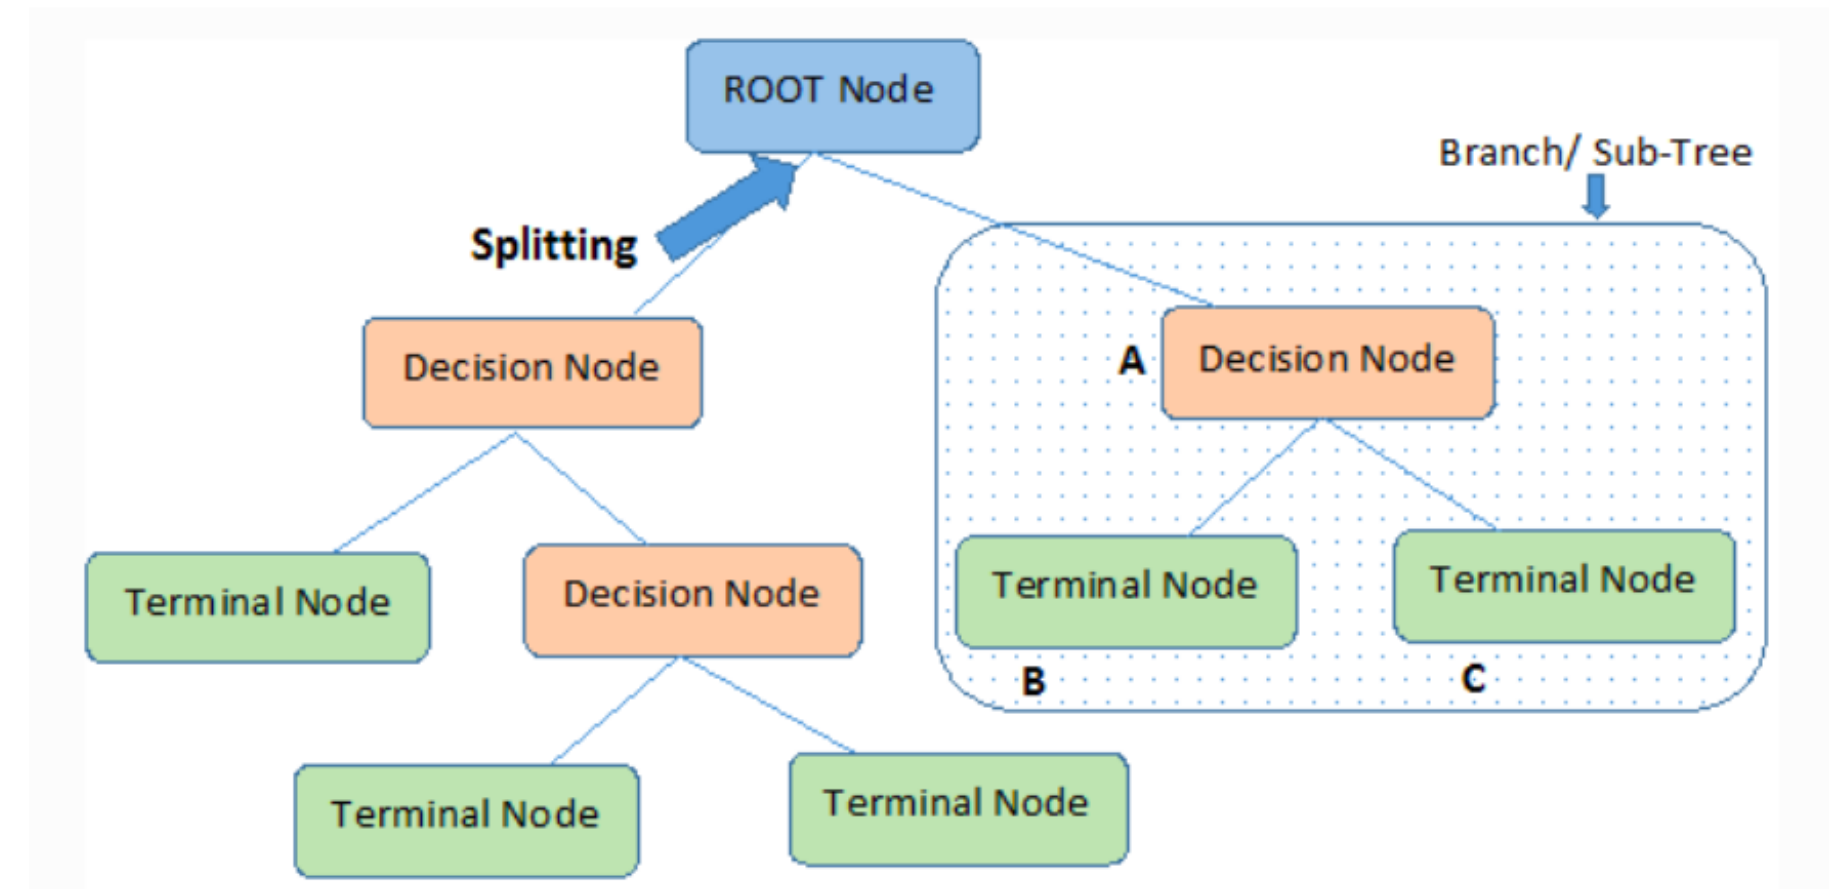 ROOT Node
Branch/ Sub-Tree
Splitting
Decision Node
A
Decision Node
Terminal Node
Decision Node
Terminal Node
Terminal Node
B
C
Terminal Node
Terminal Node